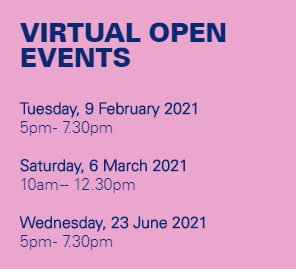 VIRTUAL OPEN
EVENTS
Tuesday, 9 February 2021
5pm- 7.30pm
Saturday, 6 March 2021
10am-- 12.30pm
Wednesday, 23 June 2021
5pm- 7.30pm